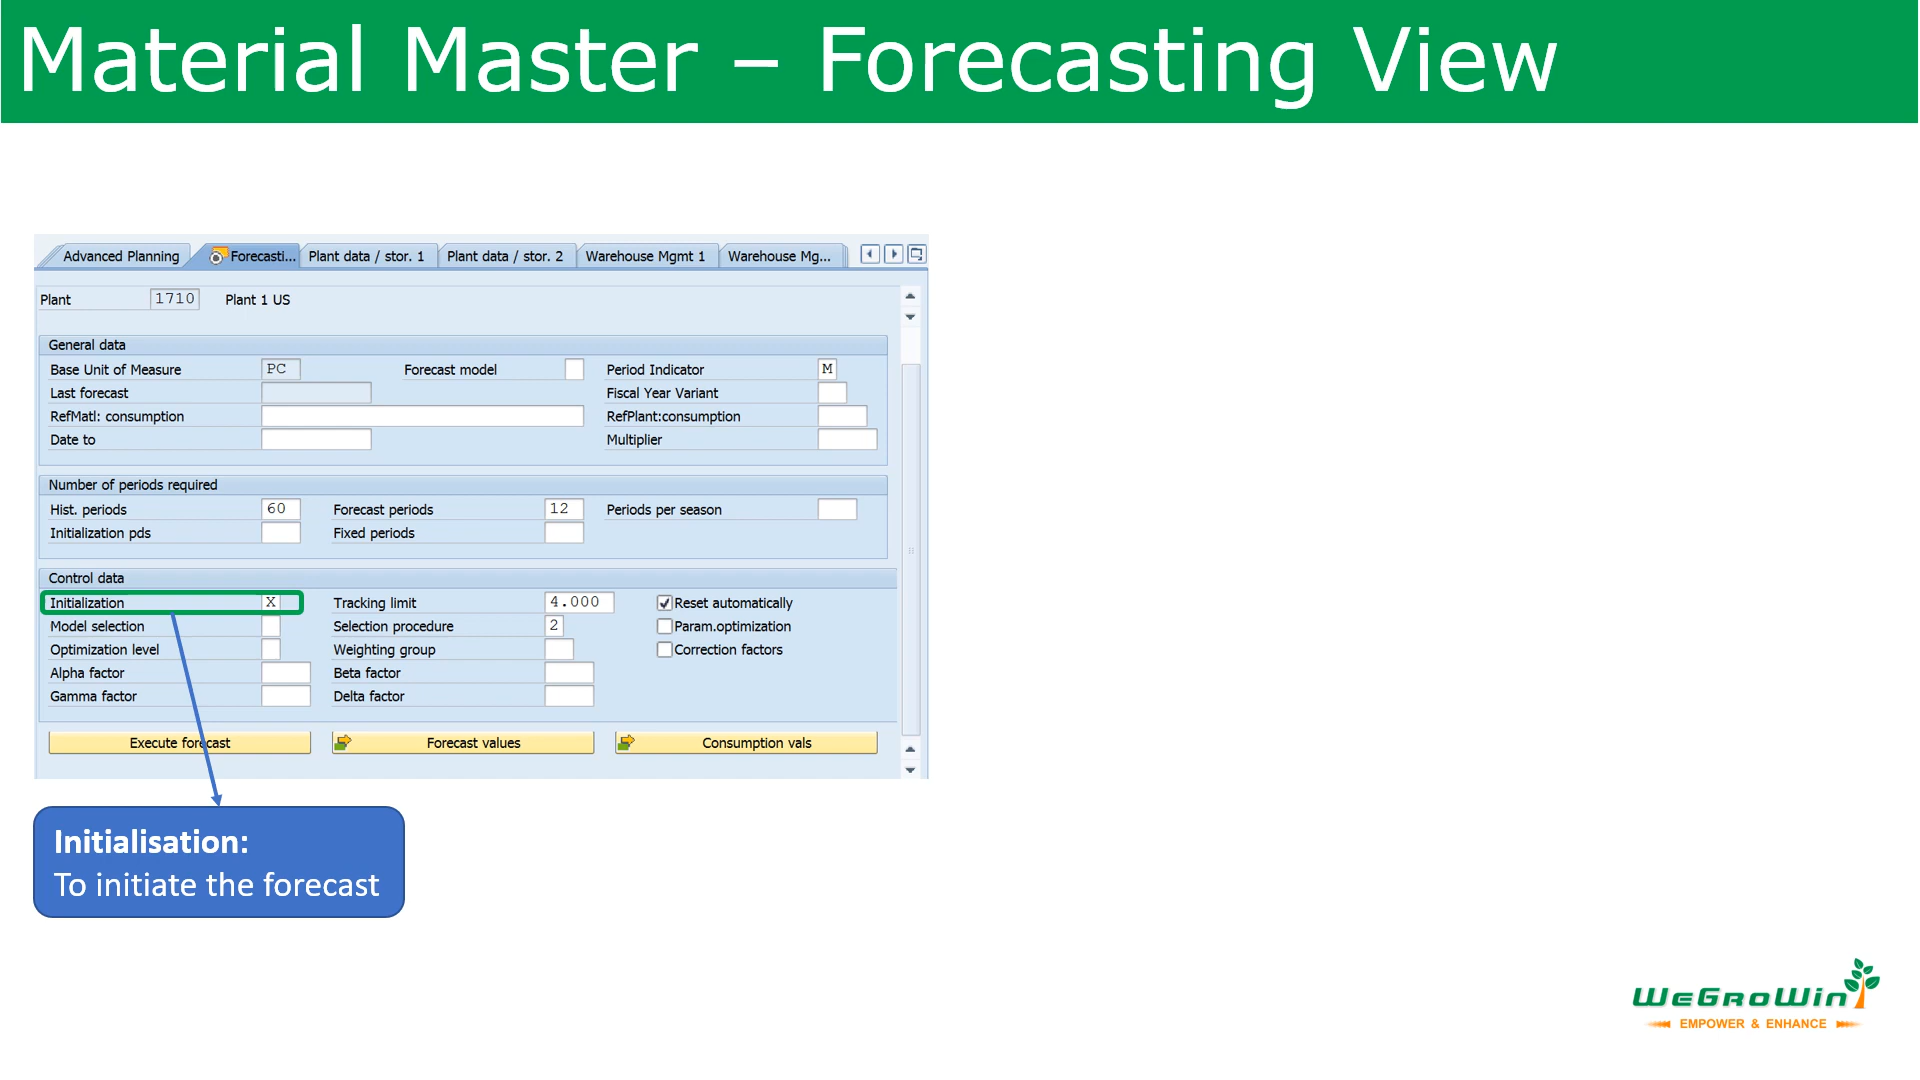 Material Master – Forecasting View
Advanced Planning Forecasti... Plant data / stor. 1 Plant data / stor. 2 Warehouse Mgmt 1 Warehouse Mg...
Plant 1710 Plant 1 US
General data
Base Unit of Measure PC Forecast model Period Indicator M
Last forecast Fiscal Year Variant
RefMatl: consumption RefPlant:consumption
Date to Multiplier
Number of periods required
Hist. periods 60 Forecast periods 12 Periods per season
Initialization pds Fixed periods
Control data
Initialization X Tracking limit 4.000 Reset automatically
Model selection Selection procedure 2 Param.optimization
Optimization level Weighting group Correction factors
Alpha factor Beta factor
Gamma factor Delta factor
Execute forecast Forecast values Consumption vals
Initialisation:
To initiate the forecast
WeGroWin
EMPOWER & ENHANCE